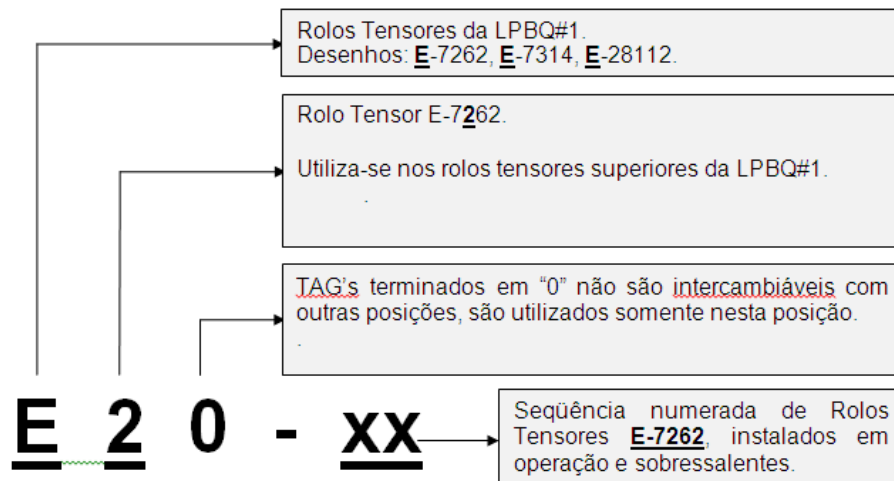 Rolos Tensores da LPBQ#1.
Desenhos: E-7262, E-7314, E-28112.
Rolo Tensor E-7262.
Utiliza-se nos rolos tensores superiores da LPBQ#1.
.
TAG's terminados em “0” não são intercambiáveis com
outras posições, são utilizados somente nesta posição.
.
E 2 0 - xx
Seqüência numerada de Rolos
Tensores E-7262, instalados em
operação e sobressalentes.